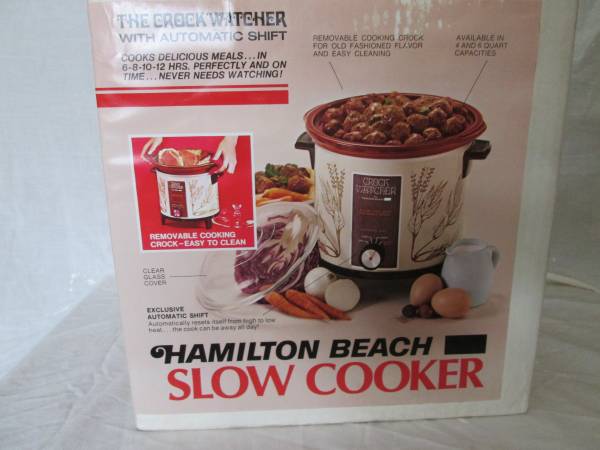 THE CROCK WATCHER
WITH AUTOMATIC SHIFT
COOKS DELICIOUS MEALS...IN
6-8-10-12 HRS. PERFECTLY AND ON
TIME...NEVER NEEDS WATCHING!
REMOVABLE COOKING CROCK
FOR OLD FASHIONED FLAVOR
AND EASY CLEANING
AVAILABLE IN
4 AND 6 QUART
CAPACITIES
CROCK
WATCHER
REMOVABLE COOKING
CROCK-EASY TO CLEAN
CLEAR
GLASS
COVER
EXCLUSIVE
AUTOMATIC SHIFT
Automatically resets itself from high to low
heat...the cook can be away all day!
HAMILTON BEACH
SLOW COOKER